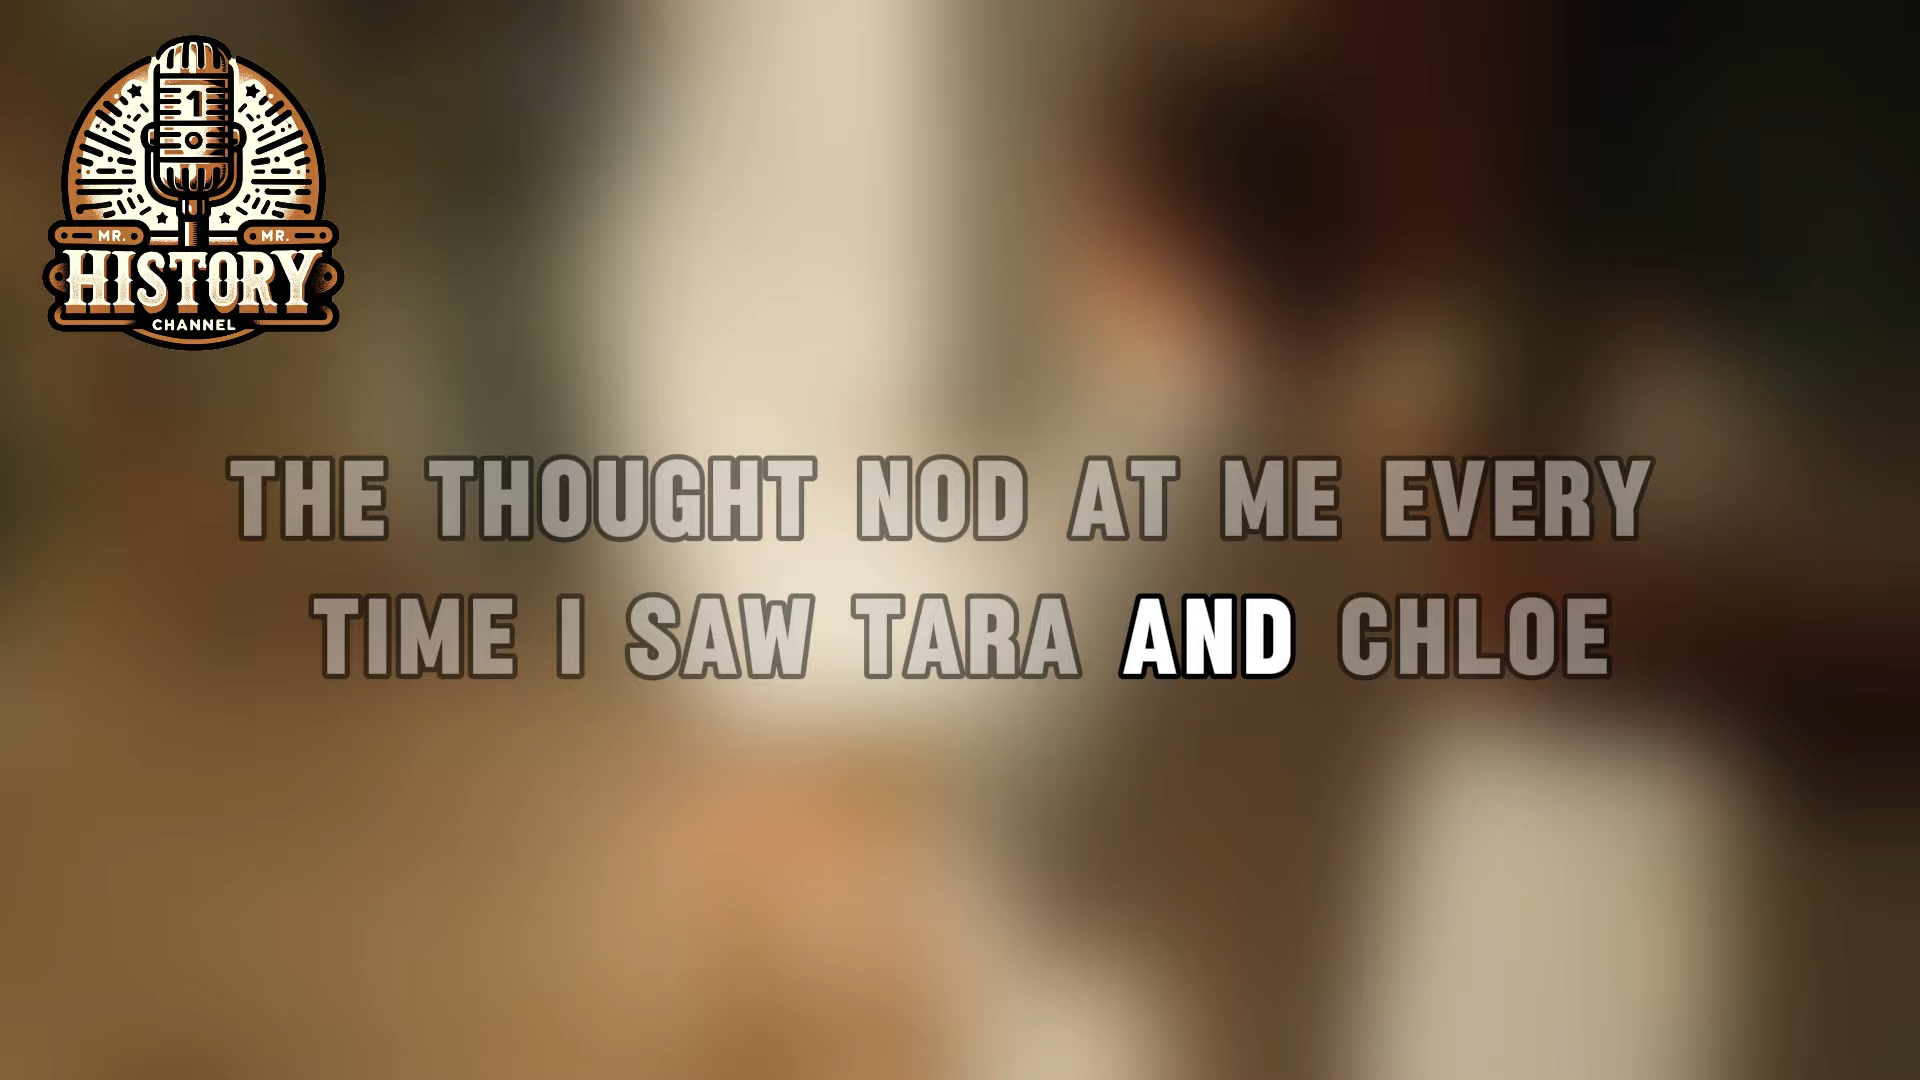 1
MR. MR.
HISTORY
CHANNEL
THE THOUGHT NOD AT ME EVERY
TIME I SAW TARA AND CHLOE